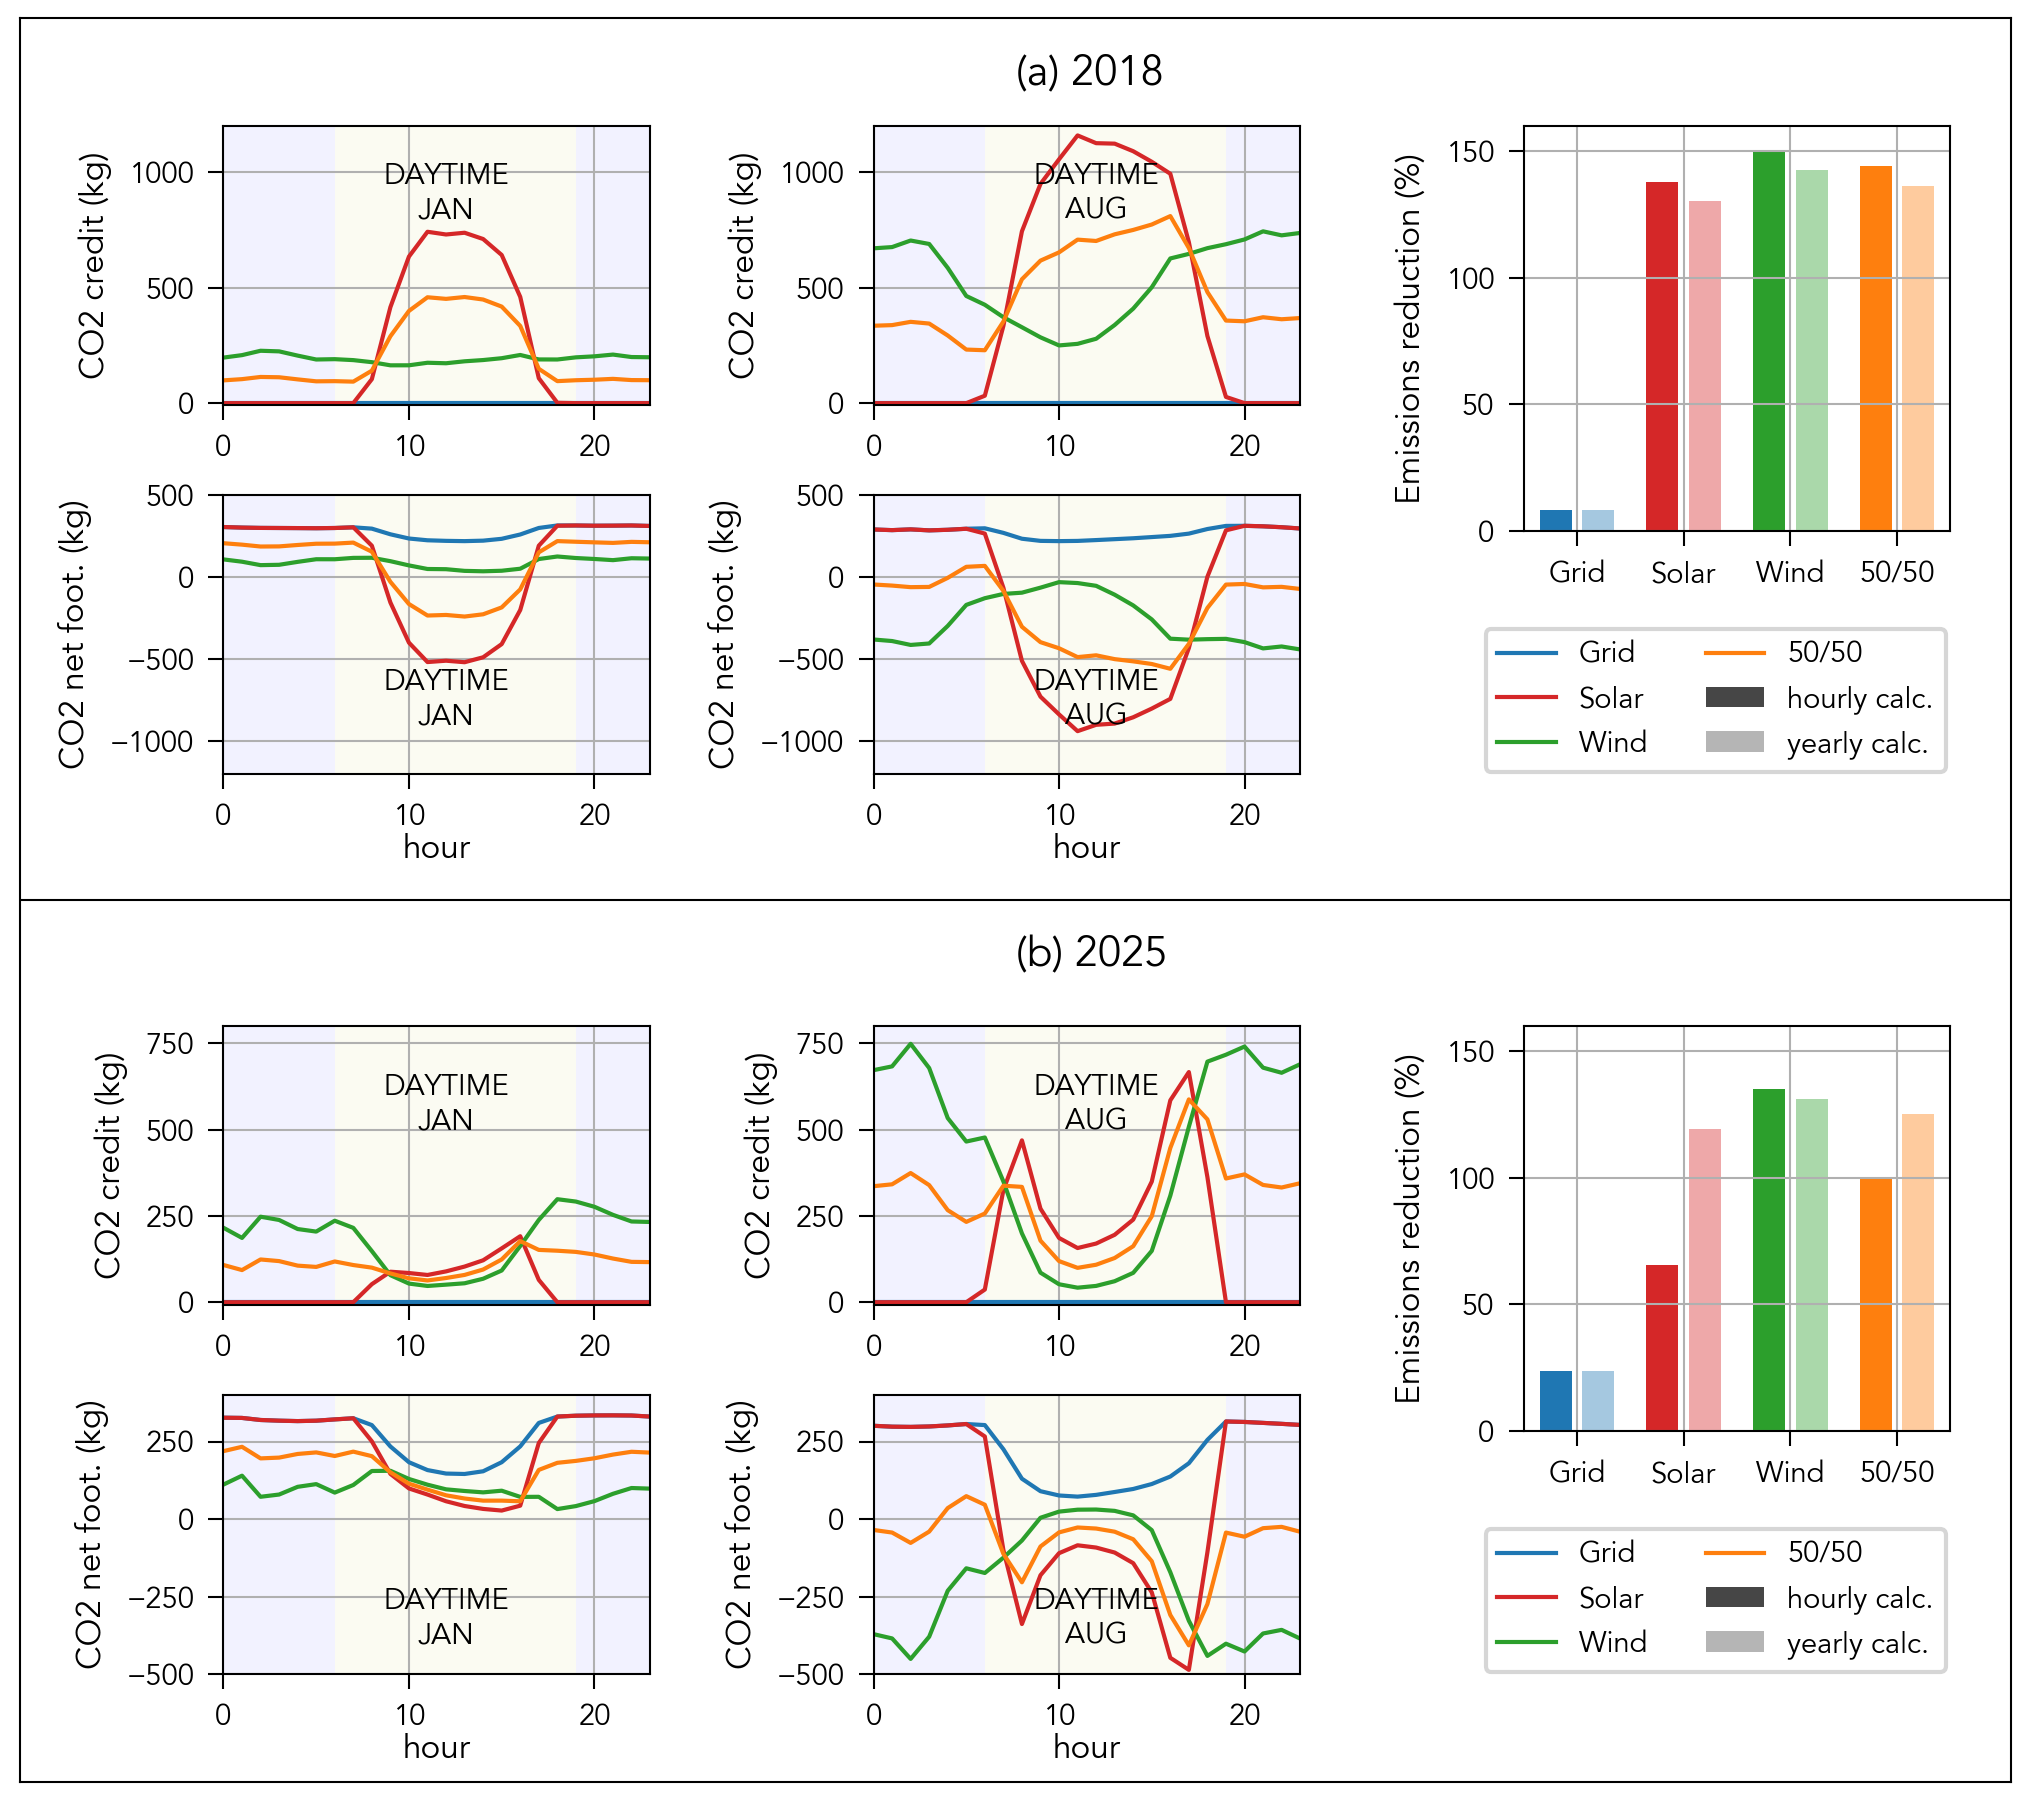 (a) 2018
CO2 credit (kg)
1000
500
0
DAYTIME
JAN
0 10 20
CO2 credit (kg)
1000
500
0
DAYTIME
AUG
0 10 20
Emissions reduction (%)
150
100
50
0
Grid Solar Wind 50/50
CO2 net foot. (kg)
500
0
−500
−1000
DAYTIME
JAN
0 10 20
hour
CO2 net foot. (kg)
500
0
−500
−1000
DAYTIME
AUG
0 10 20
hour
Grid
Solar
Wind
50/50
hourly calc.
yearly calc.
(b) 2025
CO2 credit (kg)
750
500
250
0
DAYTIME
JAN
0 10 20
CO2 credit (kg)
750
500
250
0
DAYTIME
AUG
0 10 20
Emissions reduction (%)
150
100
50
0
Grid Solar Wind 50/50
CO2 net foot. (kg)
250
0
−250
−500
DAYTIME
JAN
0 10 20
hour
CO2 net foot. (kg)
250
0
−250
−500
DAYTIME
AUG
0 10 20
hour
Grid
Solar
Wind
50/50
hourly calc.
yearly calc.